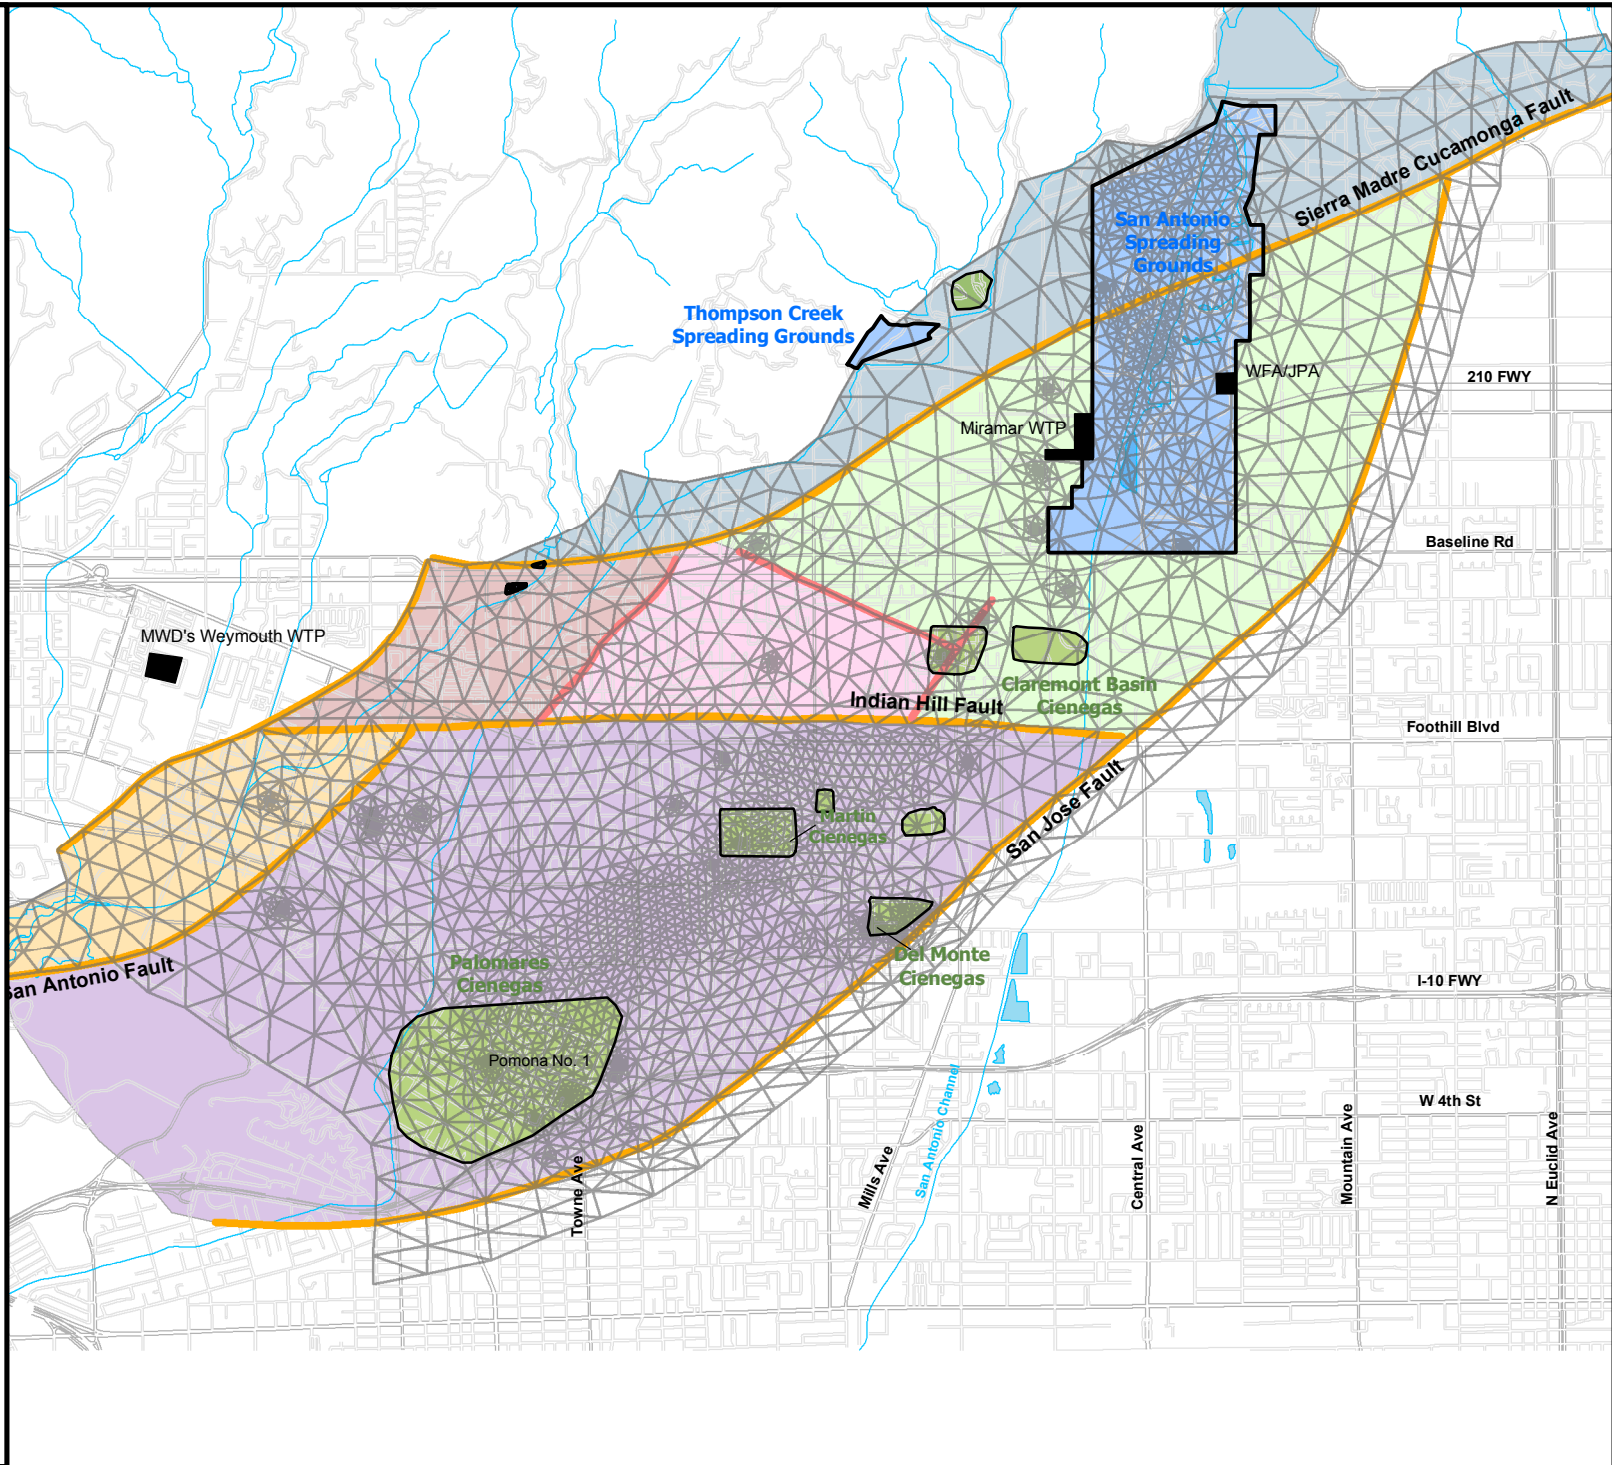 Sierra Madre Cucamonga Fault
San Antonio
Spreading
Grounds
Thompson Creek
Spreading Grounds
WFA/JPA
210 FWY
Miramar WTP
Baseline Rd
MWD's Weymouth WTP
Claremont Basin
Cienegas
Indian Hill Fault
Foothill Blvd
San Jose Fault
Martin
Cienegas
Del Monte
Cienegas
Palomares
Cienegas
San Antonio Fault
I-10 FWY
Pomona No. 1
San Antonio Channel
W 4th St
Towne Ave
Mills Ave
Central Ave
Mountain Ave
N Euclid Ave